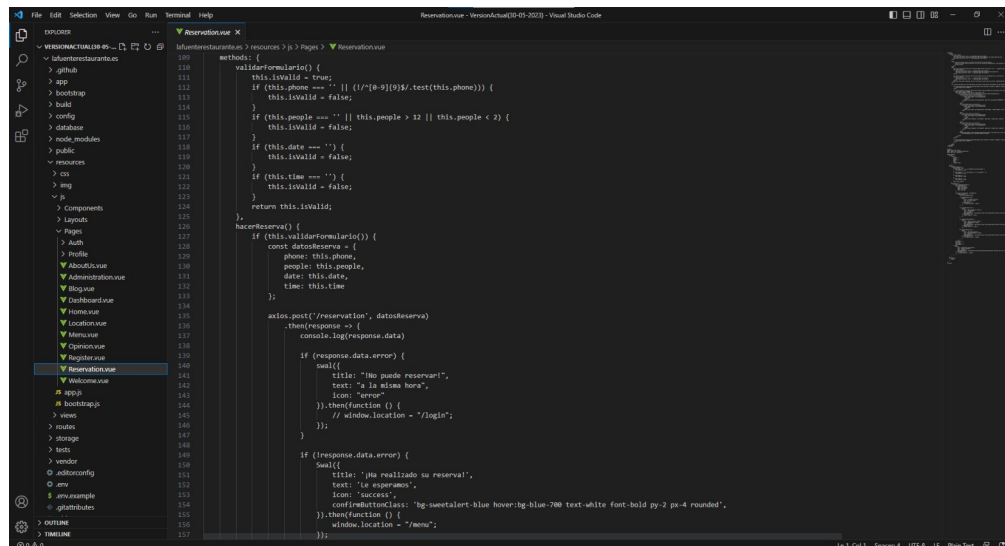 File Edit Selection View Go Run Terminal Help
Reservation.vue - VersionActual(30-05-2023) - Visual Studio Code
EXPLORER
Reservation.vue ×
VERSIONACTUAL(30-05-...
lafuenterestaurante.es > resources > js > Pages > Reservation.vue
lafuenterestaurante.es
> .github
> app
> bootstrap
> build
> config
> database
> node_modules
> public
resources
> css
> img
js
> Components
> Layouts
Pages
> Auth
> Profile
AboutUs.vue
Administration.vue
Blog.vue
Dashboard.vue
Home.vue
Location.vue
Menu.vue
Opinion.vue
Register.vue
Reservation.vue
Welcome.vue
JS app.js
JS bootstrap.js
> views
> routes
> storage
> tests
> vendor
.editorconfig
.env
$ .env.example
.gitattributes
> OUTLINE
> TIMELINE
109 methods: {
110 validarFormulario() {
111 this.isValid = true;
112 if (this.phone === '' || (!/^[0-9]{9}$/.test(this.phone))) {
113 this.isValid = false;
114 }
115 if (this.people === '' || this.people > 12 || this.people < 2) {
116 this.isValid = false;
117 }
118 if (this.date === '') {
119 this.isValid = false;
120 }
121 if (this.time === '') {
122 this.isValid = false;
123 }
124 return this.isValid;
125 },
126 hacerReserva() {
127 if (this.validarFormulario()) {
128 const datosReserva = {
129 phone: this.phone,
130 people: this.people,
131 date: this.date,
132 time: this.time
133 };
134
135 axios.post('/reservation', datosReserva)
136 .then(response => {
137 console.log(response.data)
138
139 if (response.data.error) {
140 swal({
141 title: "!No puede reservar!",
142 text: "a la misma hora",
143 icon: "error"
144 }).then(function () {
145 // window.location = "/login";
146 });
147 }
148
149 if (!response.data.error) {
150 Swal({
151 title: '¡Ha realizado su reserva!',
152 text: 'Le esperamos',
153 icon: 'success',
154 confirmButtonClass: 'bg-sweetalert-blue hover:bg-blue-700 text-white font-bold py-2 px-4 rounded',
155 }).then(function () {
156 window.location = "/menu";
157 });